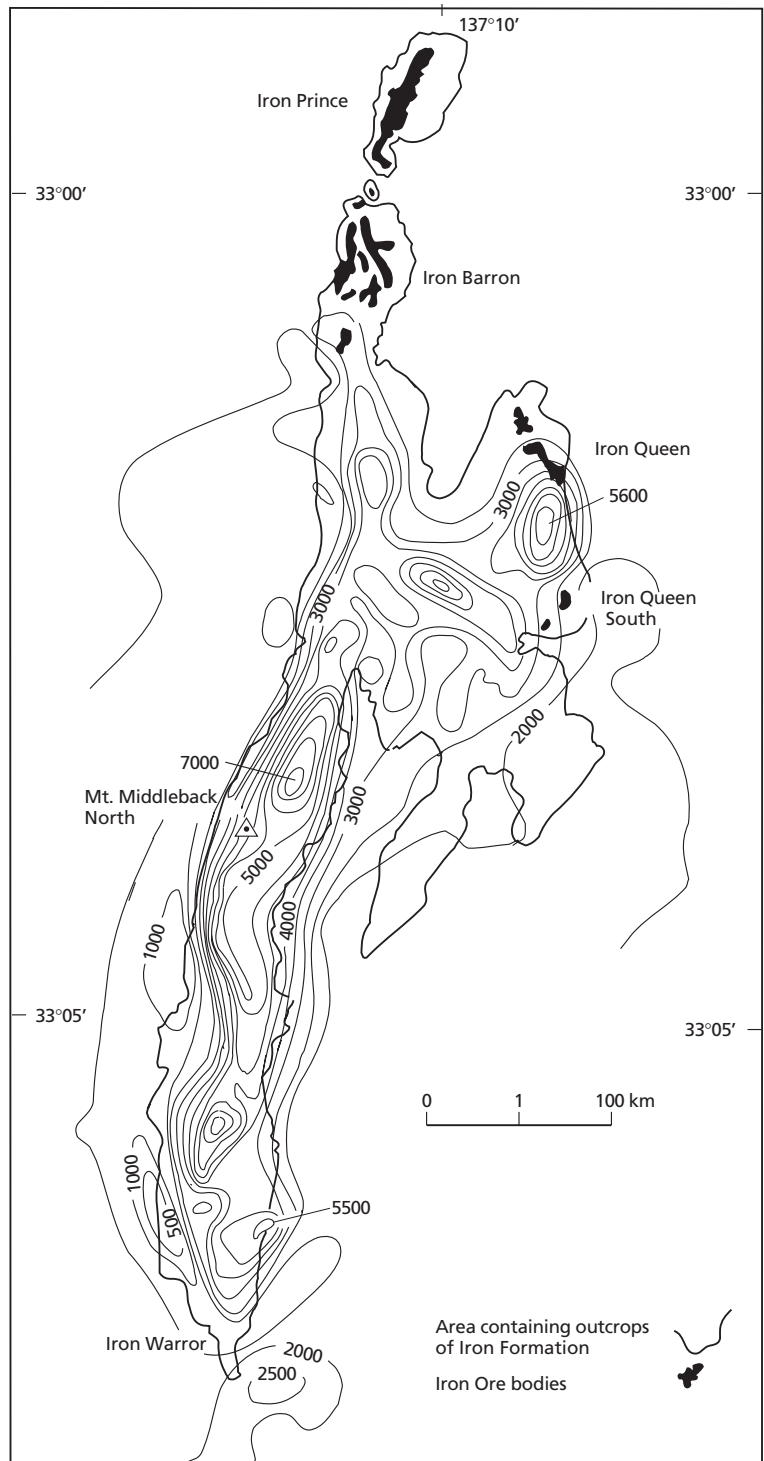 137°10'
Iron Prince
33°00'
33°00'
Iron Barron
Iron Queen
3000
5600
3000
Iron Queen
South
2000
7000
Mt. Middleback
North
3000
5000
4000
1000
33°05'
33°05'
0 1 100 km
1000
500
5500
Iron Warror
2000
2500
Area containing outcrops
of Iron Formation
Iron Ore bodies